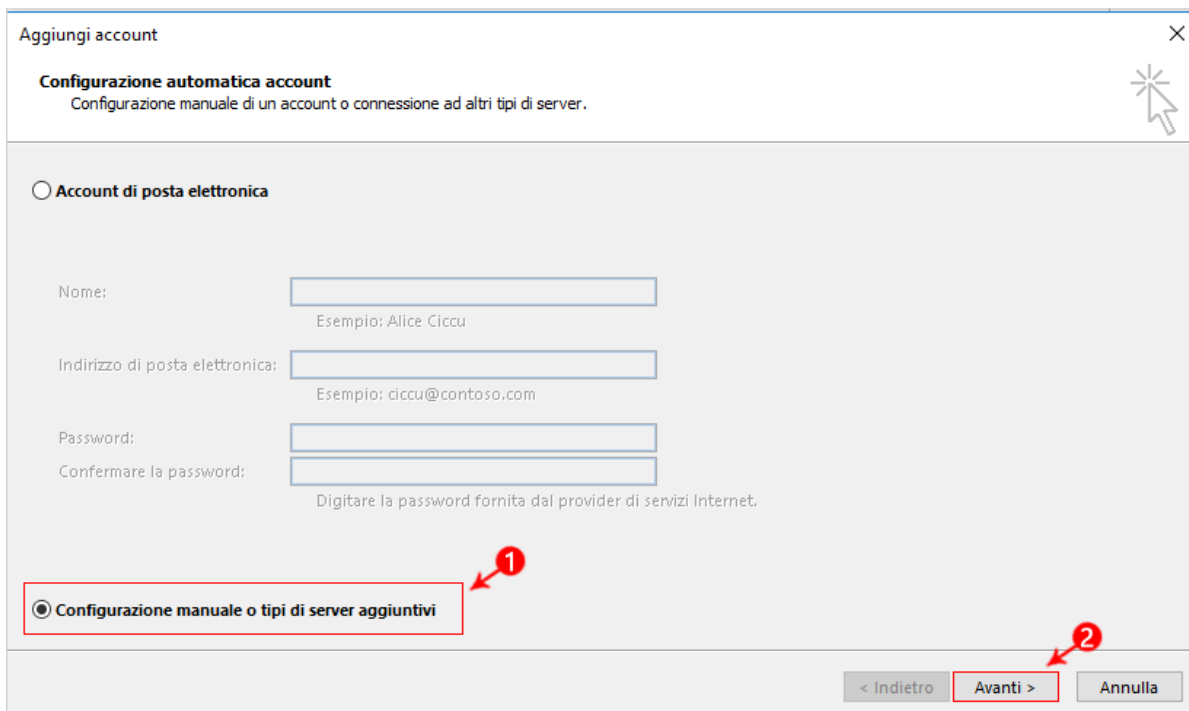 Aggiungi account
Configurazione automatica account
Configurazione manuale di un account o connessione ad altri tipi di server.
Account di posta elettronica
Nome:
Esempio: Alice Ciccu
Indirizzo di posta elettronica:
Esempio: ciccu@contoso.com
Password:
Confermare la password:
Digitare la password fornita dal provider di servizi Internet.
1
Configurazione manuale o tipi di server aggiuntivi
2
< Indietro Avanti > Annulla